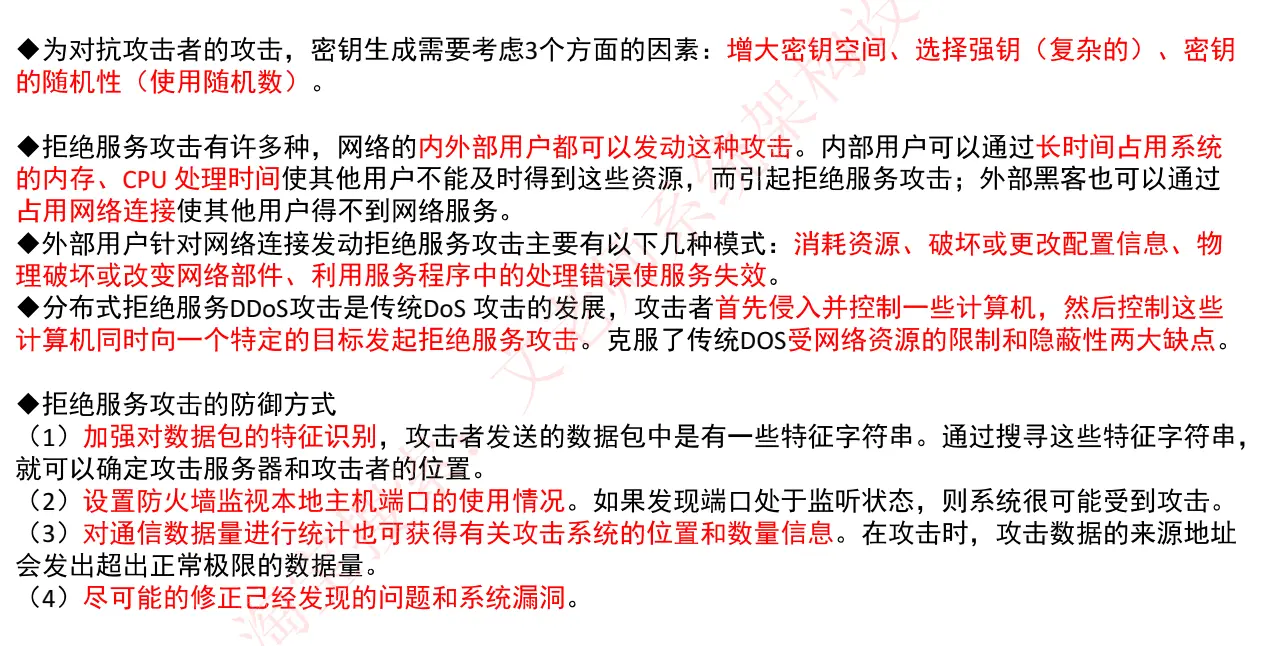 ◆为对抗攻击者的攻击，密钥生成需要考虑3个方面的因素：增大密钥空间、选择强钥（复杂的）、密钥
的随机性（使用随机数）。
◆拒绝服务攻击有许多种，网络的内外部用户都可以发动这种攻击。内部用户可以通过长时间占用系统
的内存、CPU 处理时间使其他用户不能及时得到这些资源，而引起拒绝服务攻击；外部黑客也可以通过
占用网络连接使其他用户得不到网络服务。
◆外部用户针对网络连接发动拒绝服务攻击主要有以下几种模式：消耗资源、破坏或更改配置信息、物
理破坏或改变网络部件、利用服务程序中的处理错误使服务失效。
◆分布式拒绝服务DDoS攻击是传统DoS 攻击的发展，攻击者首先侵入并控制一些计算机，然后控制这些
计算机同时向一个特定的目标发起拒绝服务攻击。克服了传统DOS受网络资源的限制和隐蔽性两大缺点。
◆拒绝服务攻击的防御方式
（1）加强对数据包的特征识别，攻击者发送的数据包中是有一些特征字符串。通过搜寻这些特征字符串，
就可以确定攻击服务器和攻击者的位置。
（2）设置防火墙监视本地主机端口的使用情况。如果发现端口处于监听状态，则系统很可能受到攻击。
（3）对通信数据量进行统计也可获得有关攻击系统的位置和数量信息。在攻击时，攻击数据的来源地址
会发出超出正常极限的数据量。
（4）尽可能的修正己经发现的问题和系统漏洞。
淘宝搜索：文老师系统架构设